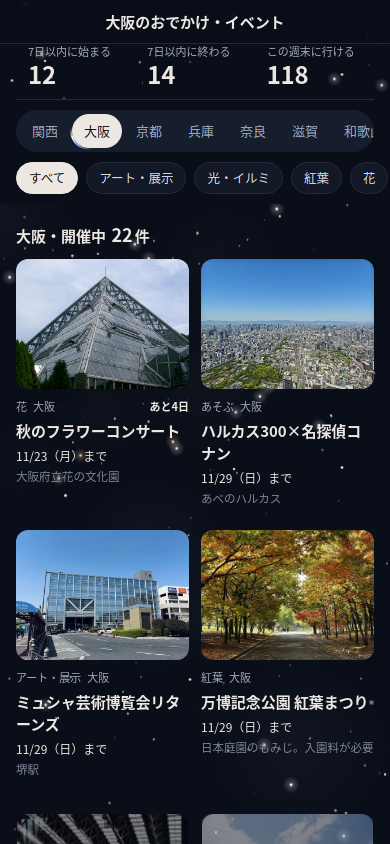 大阪のおでかけ・イベント
7日以内に始まる 7日以内に終わる この週末に行ける
12 14 118
関西 大阪 京都 兵庫 奈良 滋賀 和歌
すべて アート・展示 光・イルミ 紅葉 花
大阪・開催中 22件
花 大阪 あと4日
秋のフラワーコンサート
11/23（月）まで
大阪府立花の文化園
あそぶ 大阪
ハルカス300×名探偵コ
ナン
11/29（日）まで
あべのハルカス
アート・展示 大阪
ミュシャ芸術博覧会リタ
ーンズ
11/29（日）まで
堺駅
紅葉 大阪
万博記念公園 紅葉まつり
11/29（日）まで
日本庭園のもみじ。入園料が必要